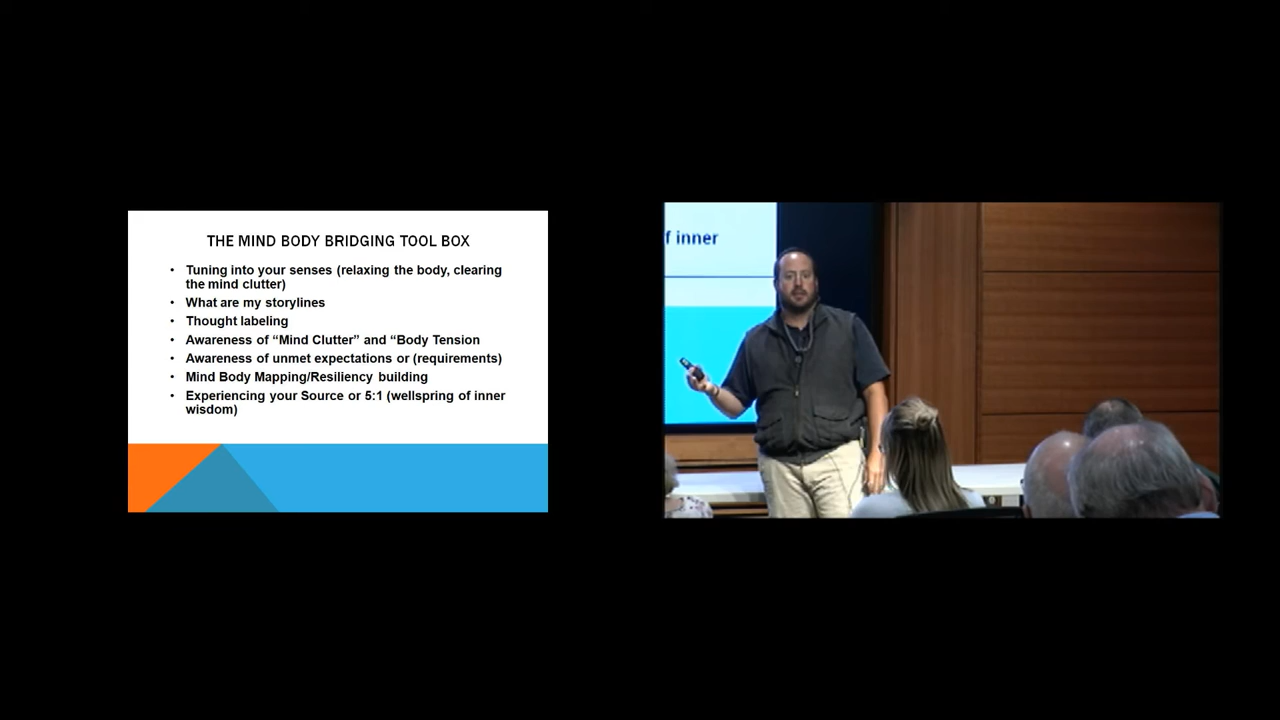 THE MIND BODY BRIDGING TOOL BOX
• Tuning into your senses (relaxing the body, clearing
the mind clutter)
• What are my storylines
• Thought labeling
• Awareness of “Mind Clutter” and “Body Tension
• Awareness of unmet expectations or (requirements)
• Mind Body Mapping/Resiliency building
• Experiencing your Source or 5:1 (wellspring of inner
wisdom)
f inner